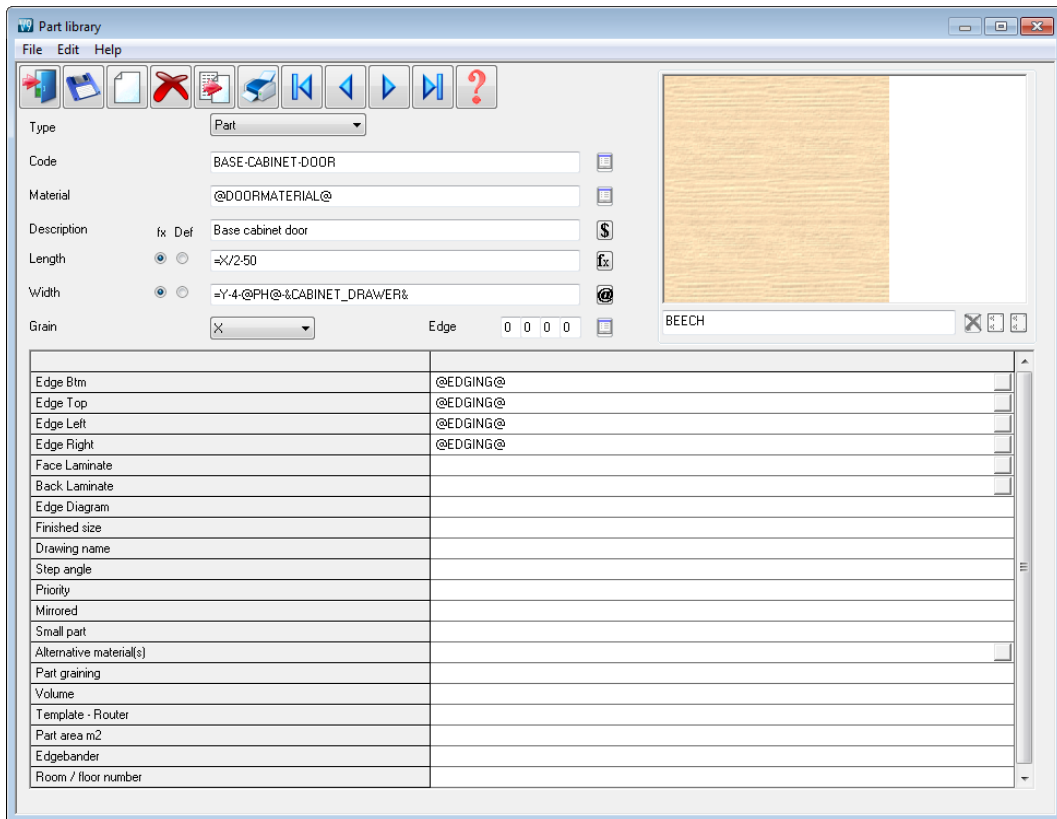 Part library
File Edit Help
Type Part
Code BASE-CABINET-DOOR
Material @DOORMATERIAL@
Description fx Def Base cabinet door $
Length =X/2-50 fx
Width =Y-4-@PH@-&CABINET_DRAWER& @
Grain X Edge 0 0 0 0
BEECH
Edge Btm @EDGING@
Edge Top @EDGING@
Edge Left @EDGING@
Edge Right @EDGING@
Face Laminate
Back Laminate
Edge Diagram
Finished size
Drawing name
Step angle
Priority
Mirrored
Small part
Alternative material(s)
Part graining
Volume
Template - Router
Part area m2
Edgebander
Room / floor number